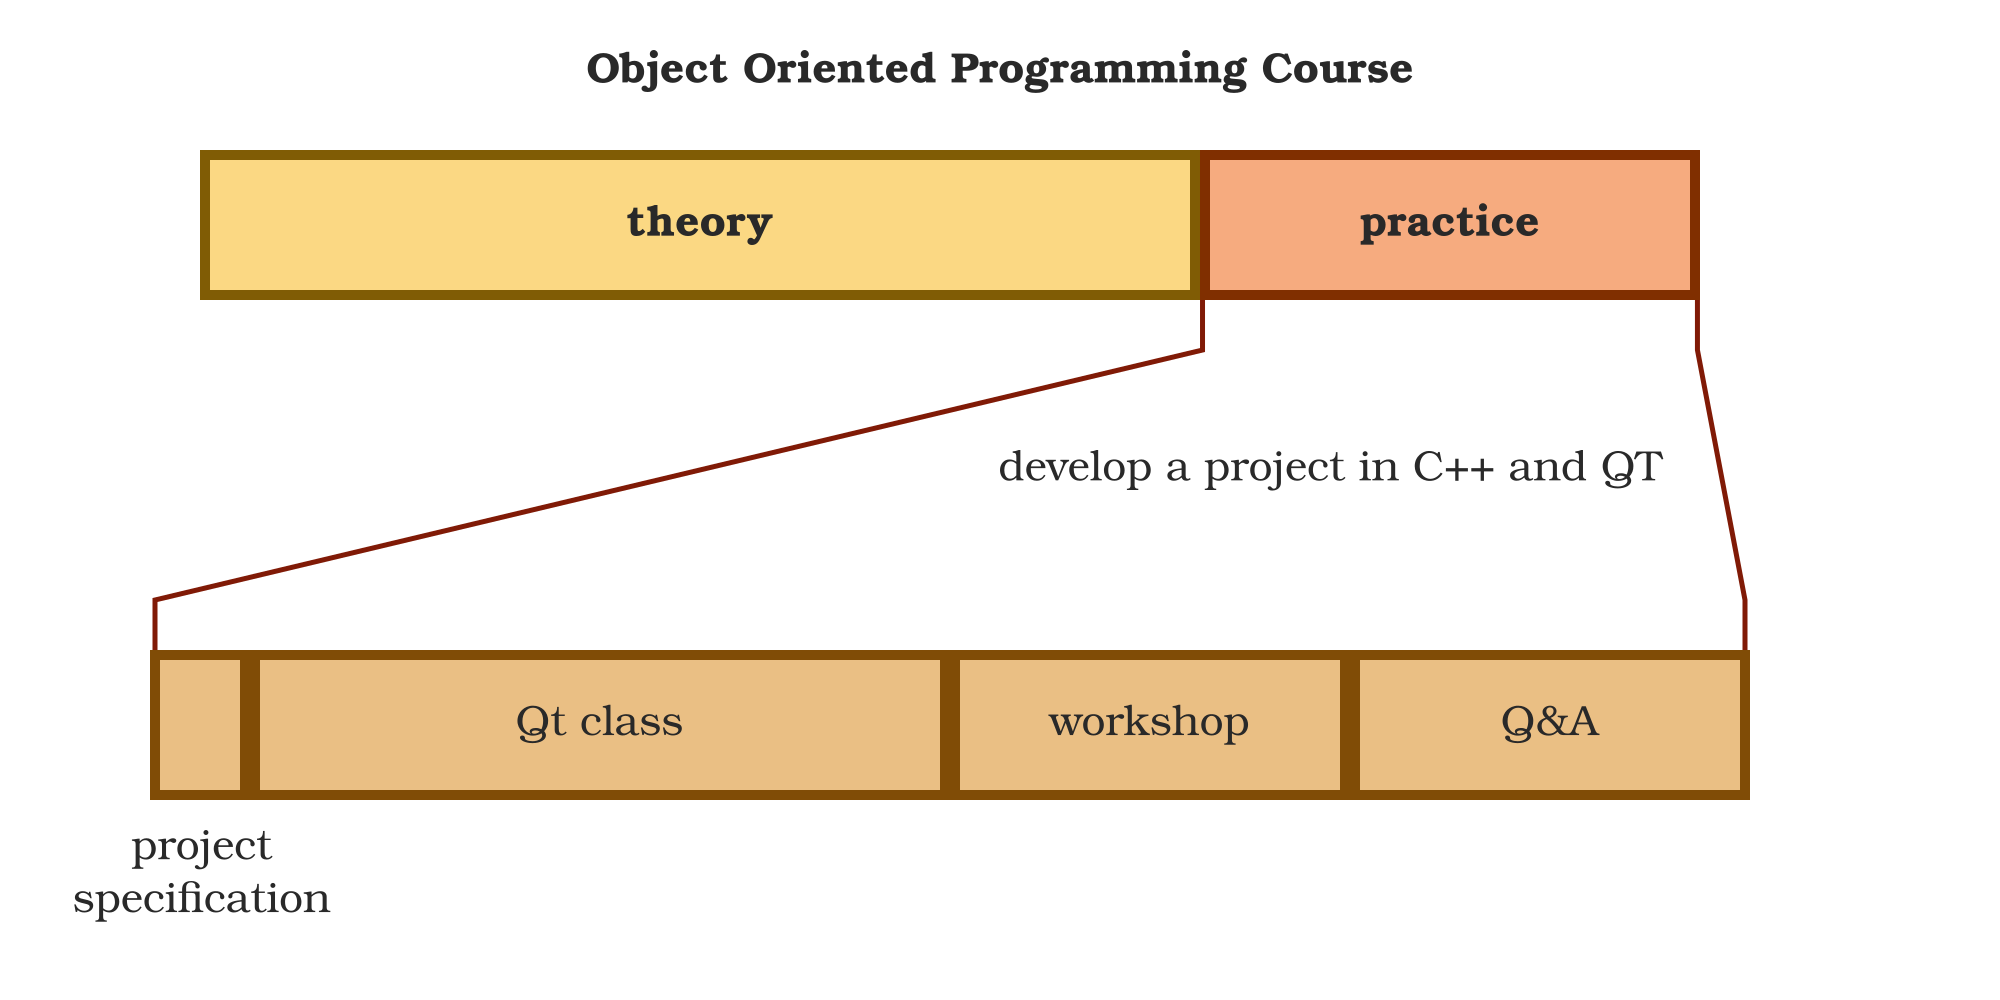 Object Oriented Programming Course
theory
practice
develop a project in C++ and QT
Qt class
workshop
Q&A
project
specification